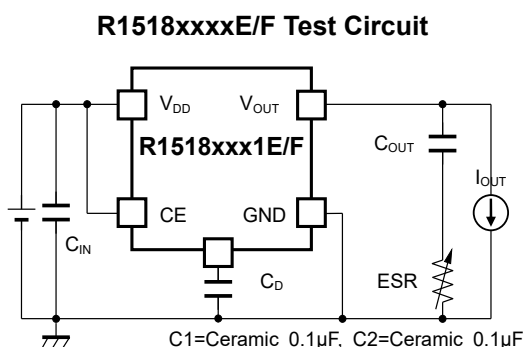 R1518xxxxE/F Test Circuit
VDD VOUT
R1518xxx1E/F
COUT
IOUT
CE GND
CIN
CD
ESR
C1=Ceramic 0.1μF, C2=Ceramic 0.1μF